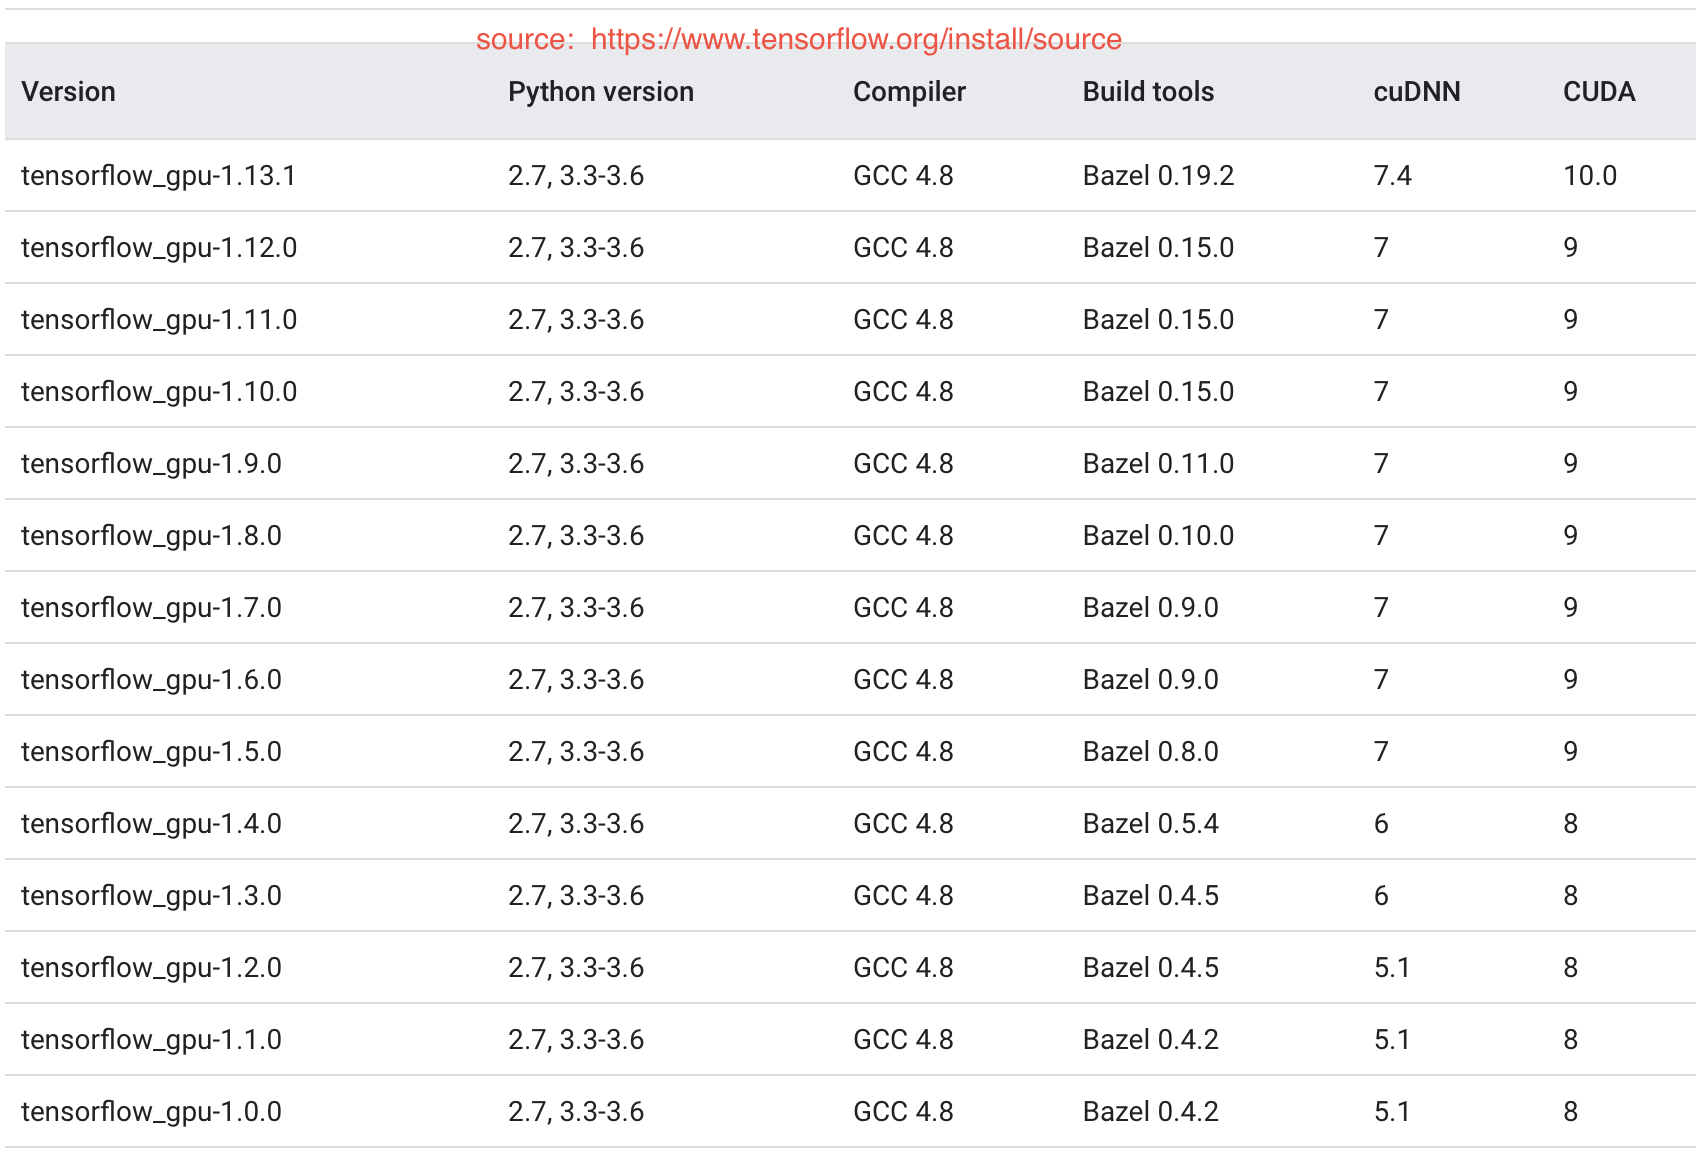 source: https://www.tensorflow.org/install/source
Version Python version Compiler Build tools cuDNN CUDA
tensorflow_gpu-1.13.1 2.7, 3.3-3.6 GCC 4.8 Bazel 0.19.2 7.4 10.0
tensorflow_gpu-1.12.0 2.7, 3.3-3.6 GCC 4.8 Bazel 0.15.0 7 9
tensorflow_gpu-1.11.0 2.7, 3.3-3.6 GCC 4.8 Bazel 0.15.0 7 9
tensorflow_gpu-1.10.0 2.7, 3.3-3.6 GCC 4.8 Bazel 0.15.0 7 9
tensorflow_gpu-1.9.0 2.7, 3.3-3.6 GCC 4.8 Bazel 0.11.0 7 9
tensorflow_gpu-1.8.0 2.7, 3.3-3.6 GCC 4.8 Bazel 0.10.0 7 9
tensorflow_gpu-1.7.0 2.7, 3.3-3.6 GCC 4.8 Bazel 0.9.0 7 9
tensorflow_gpu-1.6.0 2.7, 3.3-3.6 GCC 4.8 Bazel 0.9.0 7 9
tensorflow_gpu-1.5.0 2.7, 3.3-3.6 GCC 4.8 Bazel 0.8.0 7 9
tensorflow_gpu-1.4.0 2.7, 3.3-3.6 GCC 4.8 Bazel 0.5.4 6 8
tensorflow_gpu-1.3.0 2.7, 3.3-3.6 GCC 4.8 Bazel 0.4.5 6 8
tensorflow_gpu-1.2.0 2.7, 3.3-3.6 GCC 4.8 Bazel 0.4.5 5.1 8
tensorflow_gpu-1.1.0 2.7, 3.3-3.6 GCC 4.8 Bazel 0.4.2 5.1 8
tensorflow_gpu-1.0.0 2.7, 3.3-3.6 GCC 4.8 Bazel 0.4.2 5.1 8